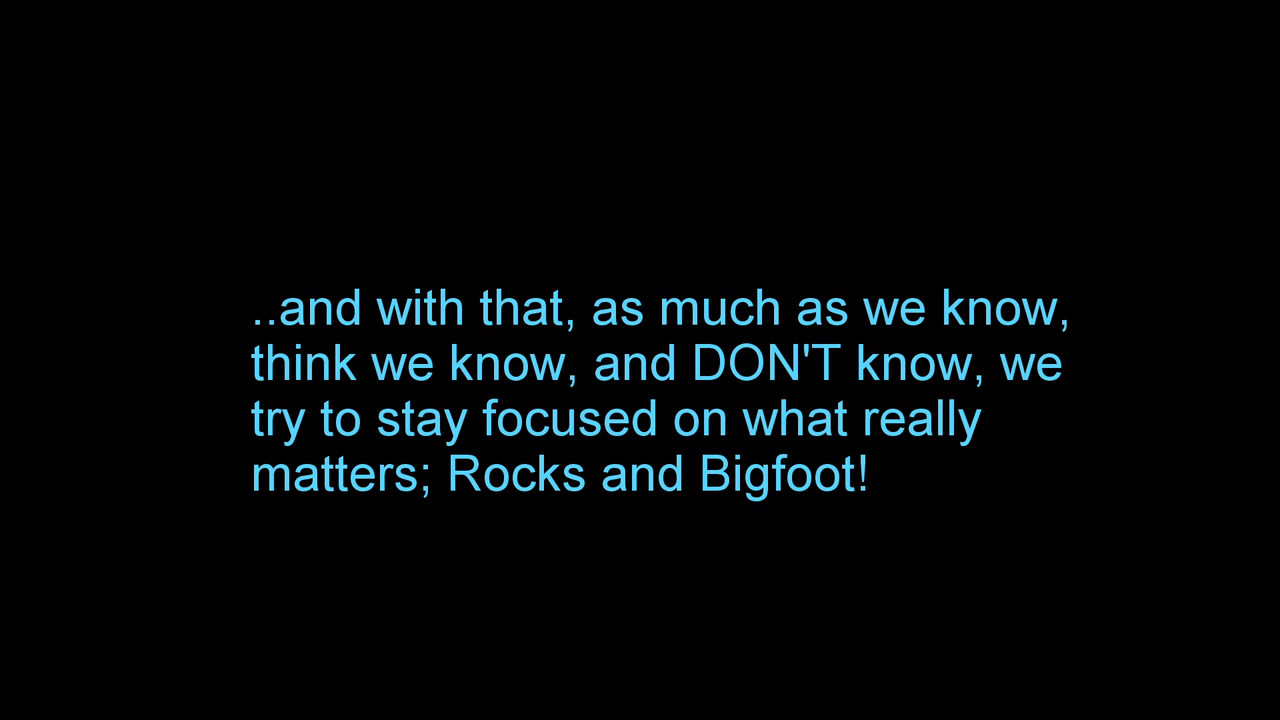 ..and with that, as much as we know,
think we know, and DON'T know, we
try to stay focused on what really
matters; Rocks and Bigfoot!